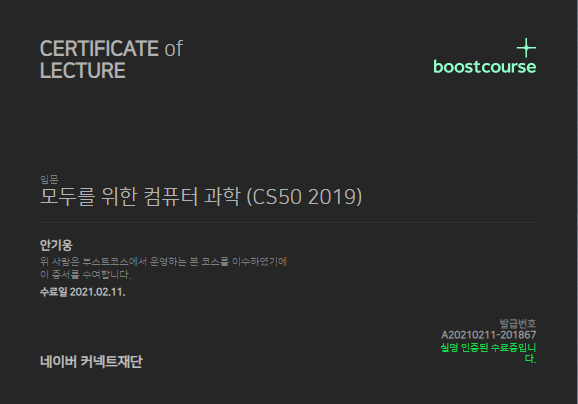 CERTIFICATE of
LECTURE
boostcourse
입문
모두를 위한 컴퓨터 과학 (CS50 2019)
안기웅
위 사람은 부스트코스에서 운영하는 본 코스를 이수하였기에
이 증서를 수여합니다.
수료일 2021.02.11.
발급번호
A20210211-201867
실명 인증된 수료증입니
다.
네이버 커넥트재단